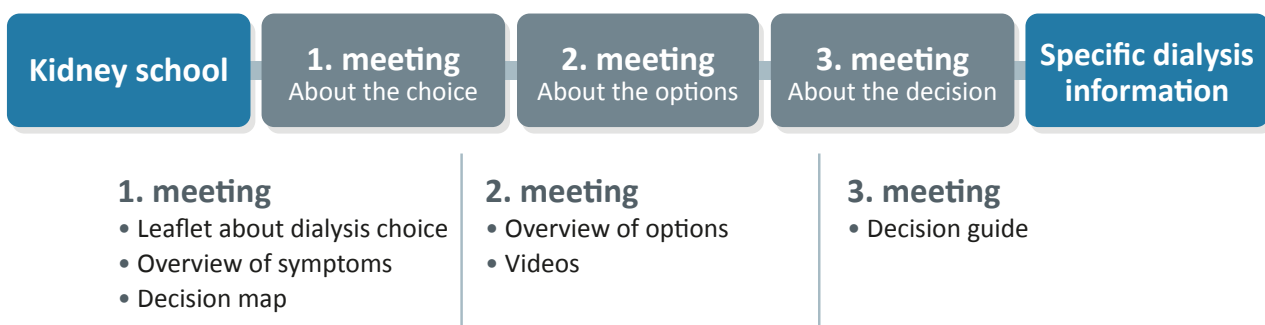 Kidney school
1. meeting
About the choice
2. meeting
About the options
3. meeting
About the decision
Specific dialysis
information
1. meeting
• Leaflet about dialysis choice
• Overview of symptoms
• Decision map
2. meeting
• Overview of options
• Videos
3. meeting
• Decision guide